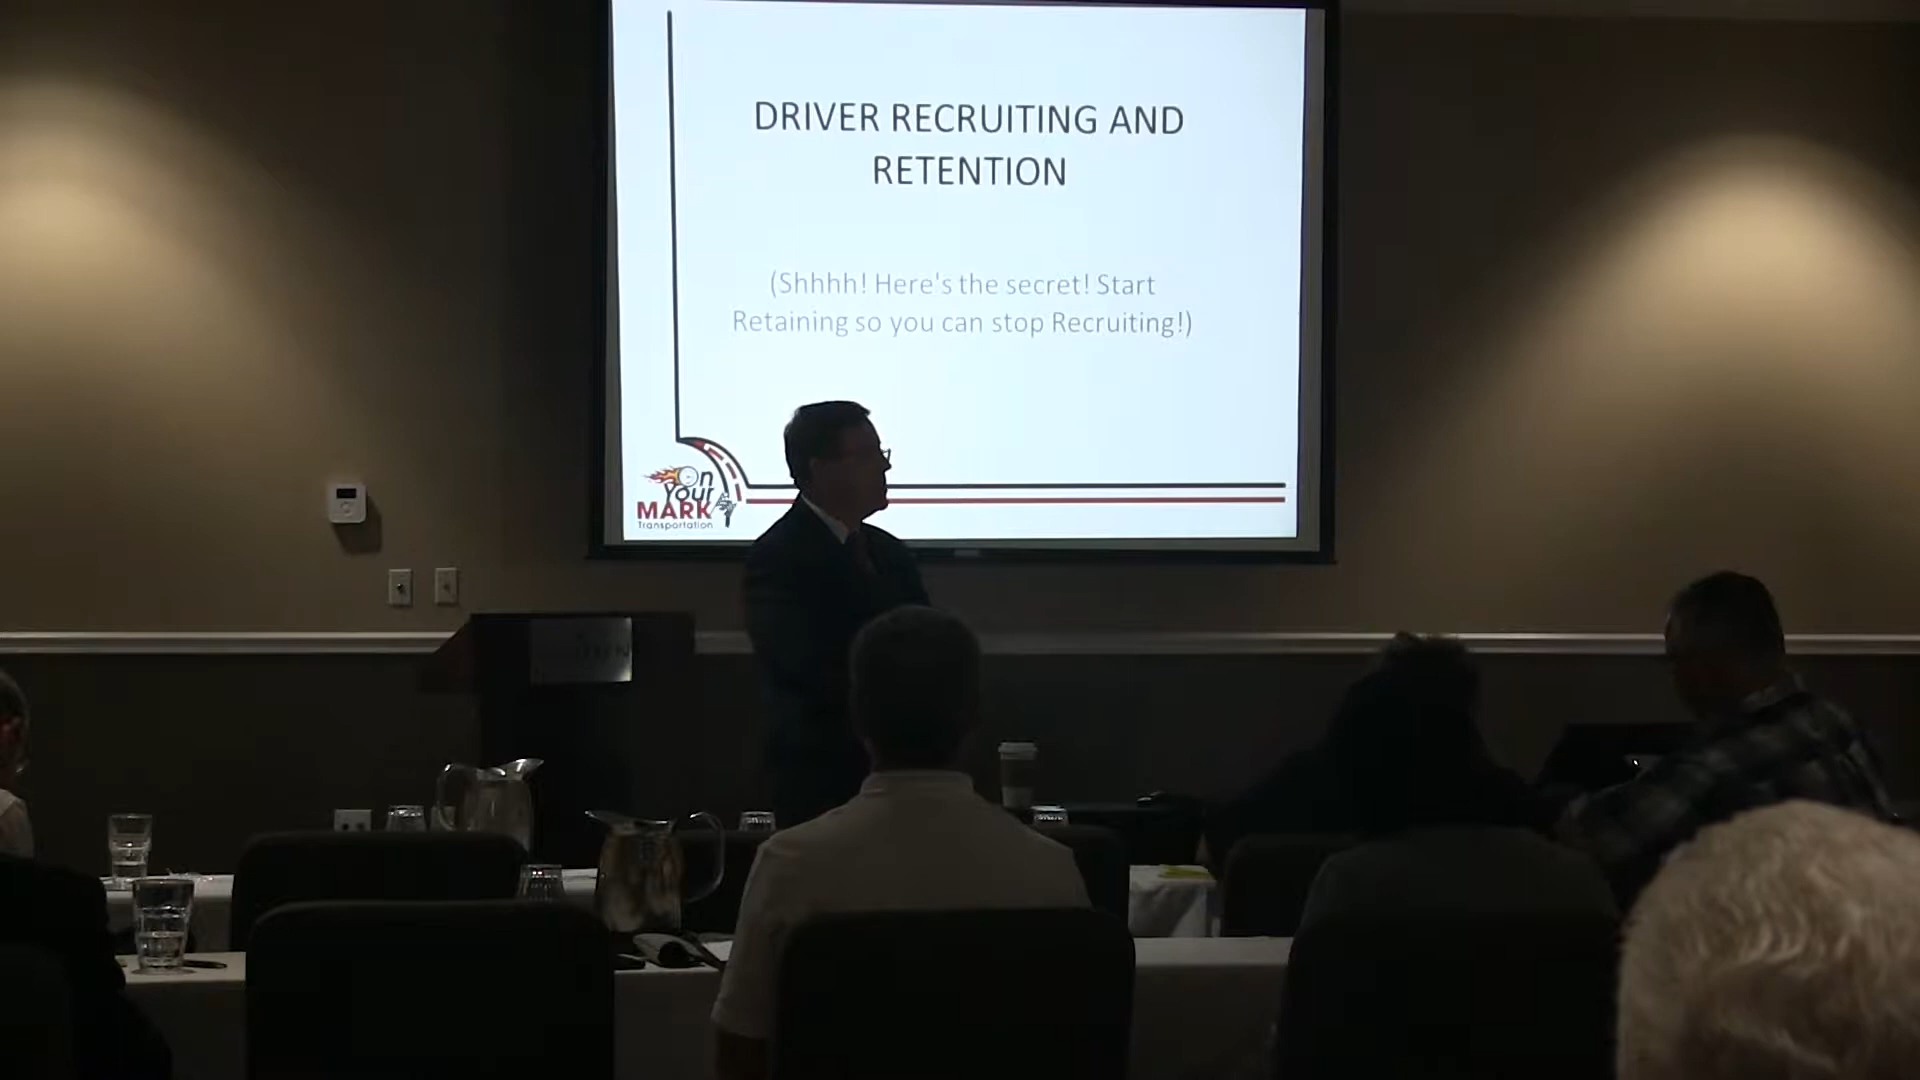 DRIVER RECRUITING AND
RETENTION
(Shhhh! Here's the secret! Start
Retaining so you can stop Recruiting!)
On
Your
MARK
Transportation